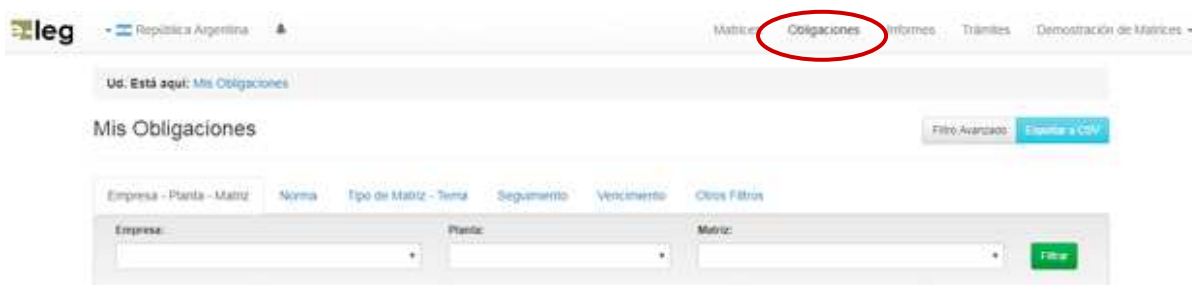 eleg República Argentina Matrices Obligaciones Informes Trámites Demostración de Matrices
Ud. Está aquí: Mis Obligaciones
Mis Obligaciones
Filtro Avanzado Exportar a CSV
Empresa - Planta - Matriz Norma Tipo de Matriz - Tema Seguimiento Vencimiento Otros Filtros
Empresa: Planta: Matriz:
Filtrar